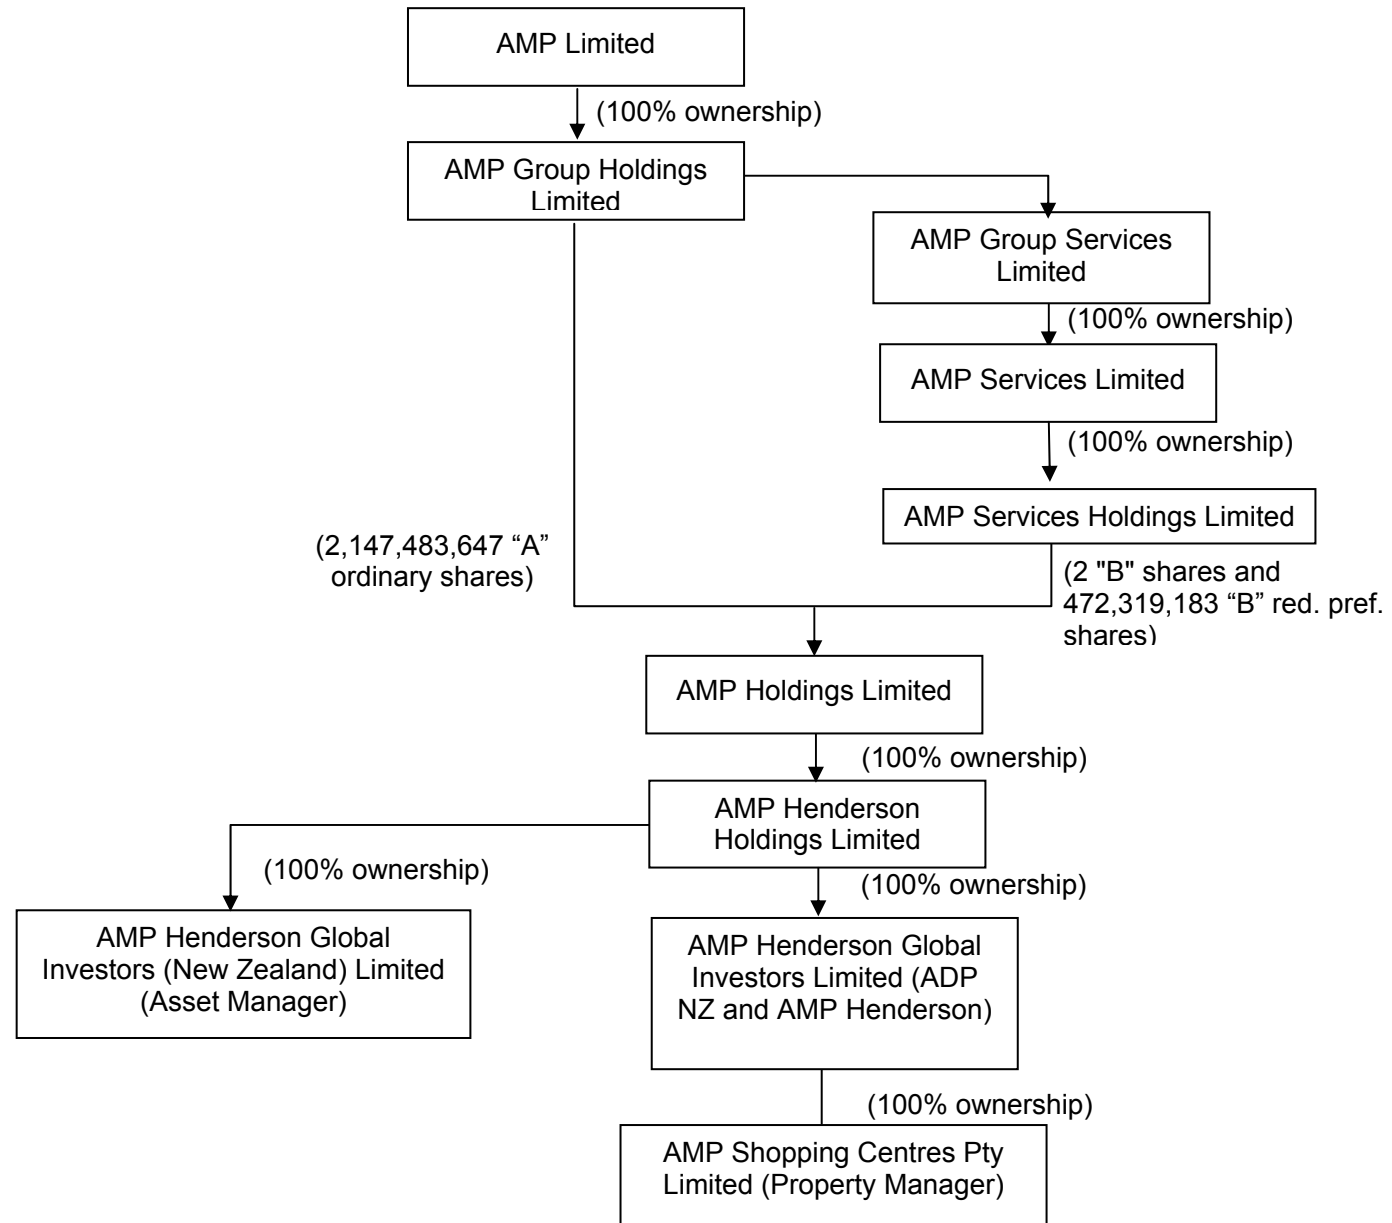 AMP Limited
(100% ownership)
AMP Group Holdings
Limited
AMP Group Services
Limited
(100% ownership)
AMP Services Limited
(100% ownership)
AMP Services Holdings Limited
(2,147,483,647 “A”
ordinary shares)
(2 "B" shares and
472,319,183 “B” red. pref.
shares)
AMP Holdings Limited
(100% ownership)
AMP Henderson
Holdings Limited
(100% ownership)
(100% ownership)
AMP Henderson Global
Investors (New Zealand) Limited
(Asset Manager)
AMP Henderson Global
Investors Limited (ADP
NZ and AMP Henderson)
(100% ownership)
AMP Shopping Centres Pty
Limited (Property Manager)